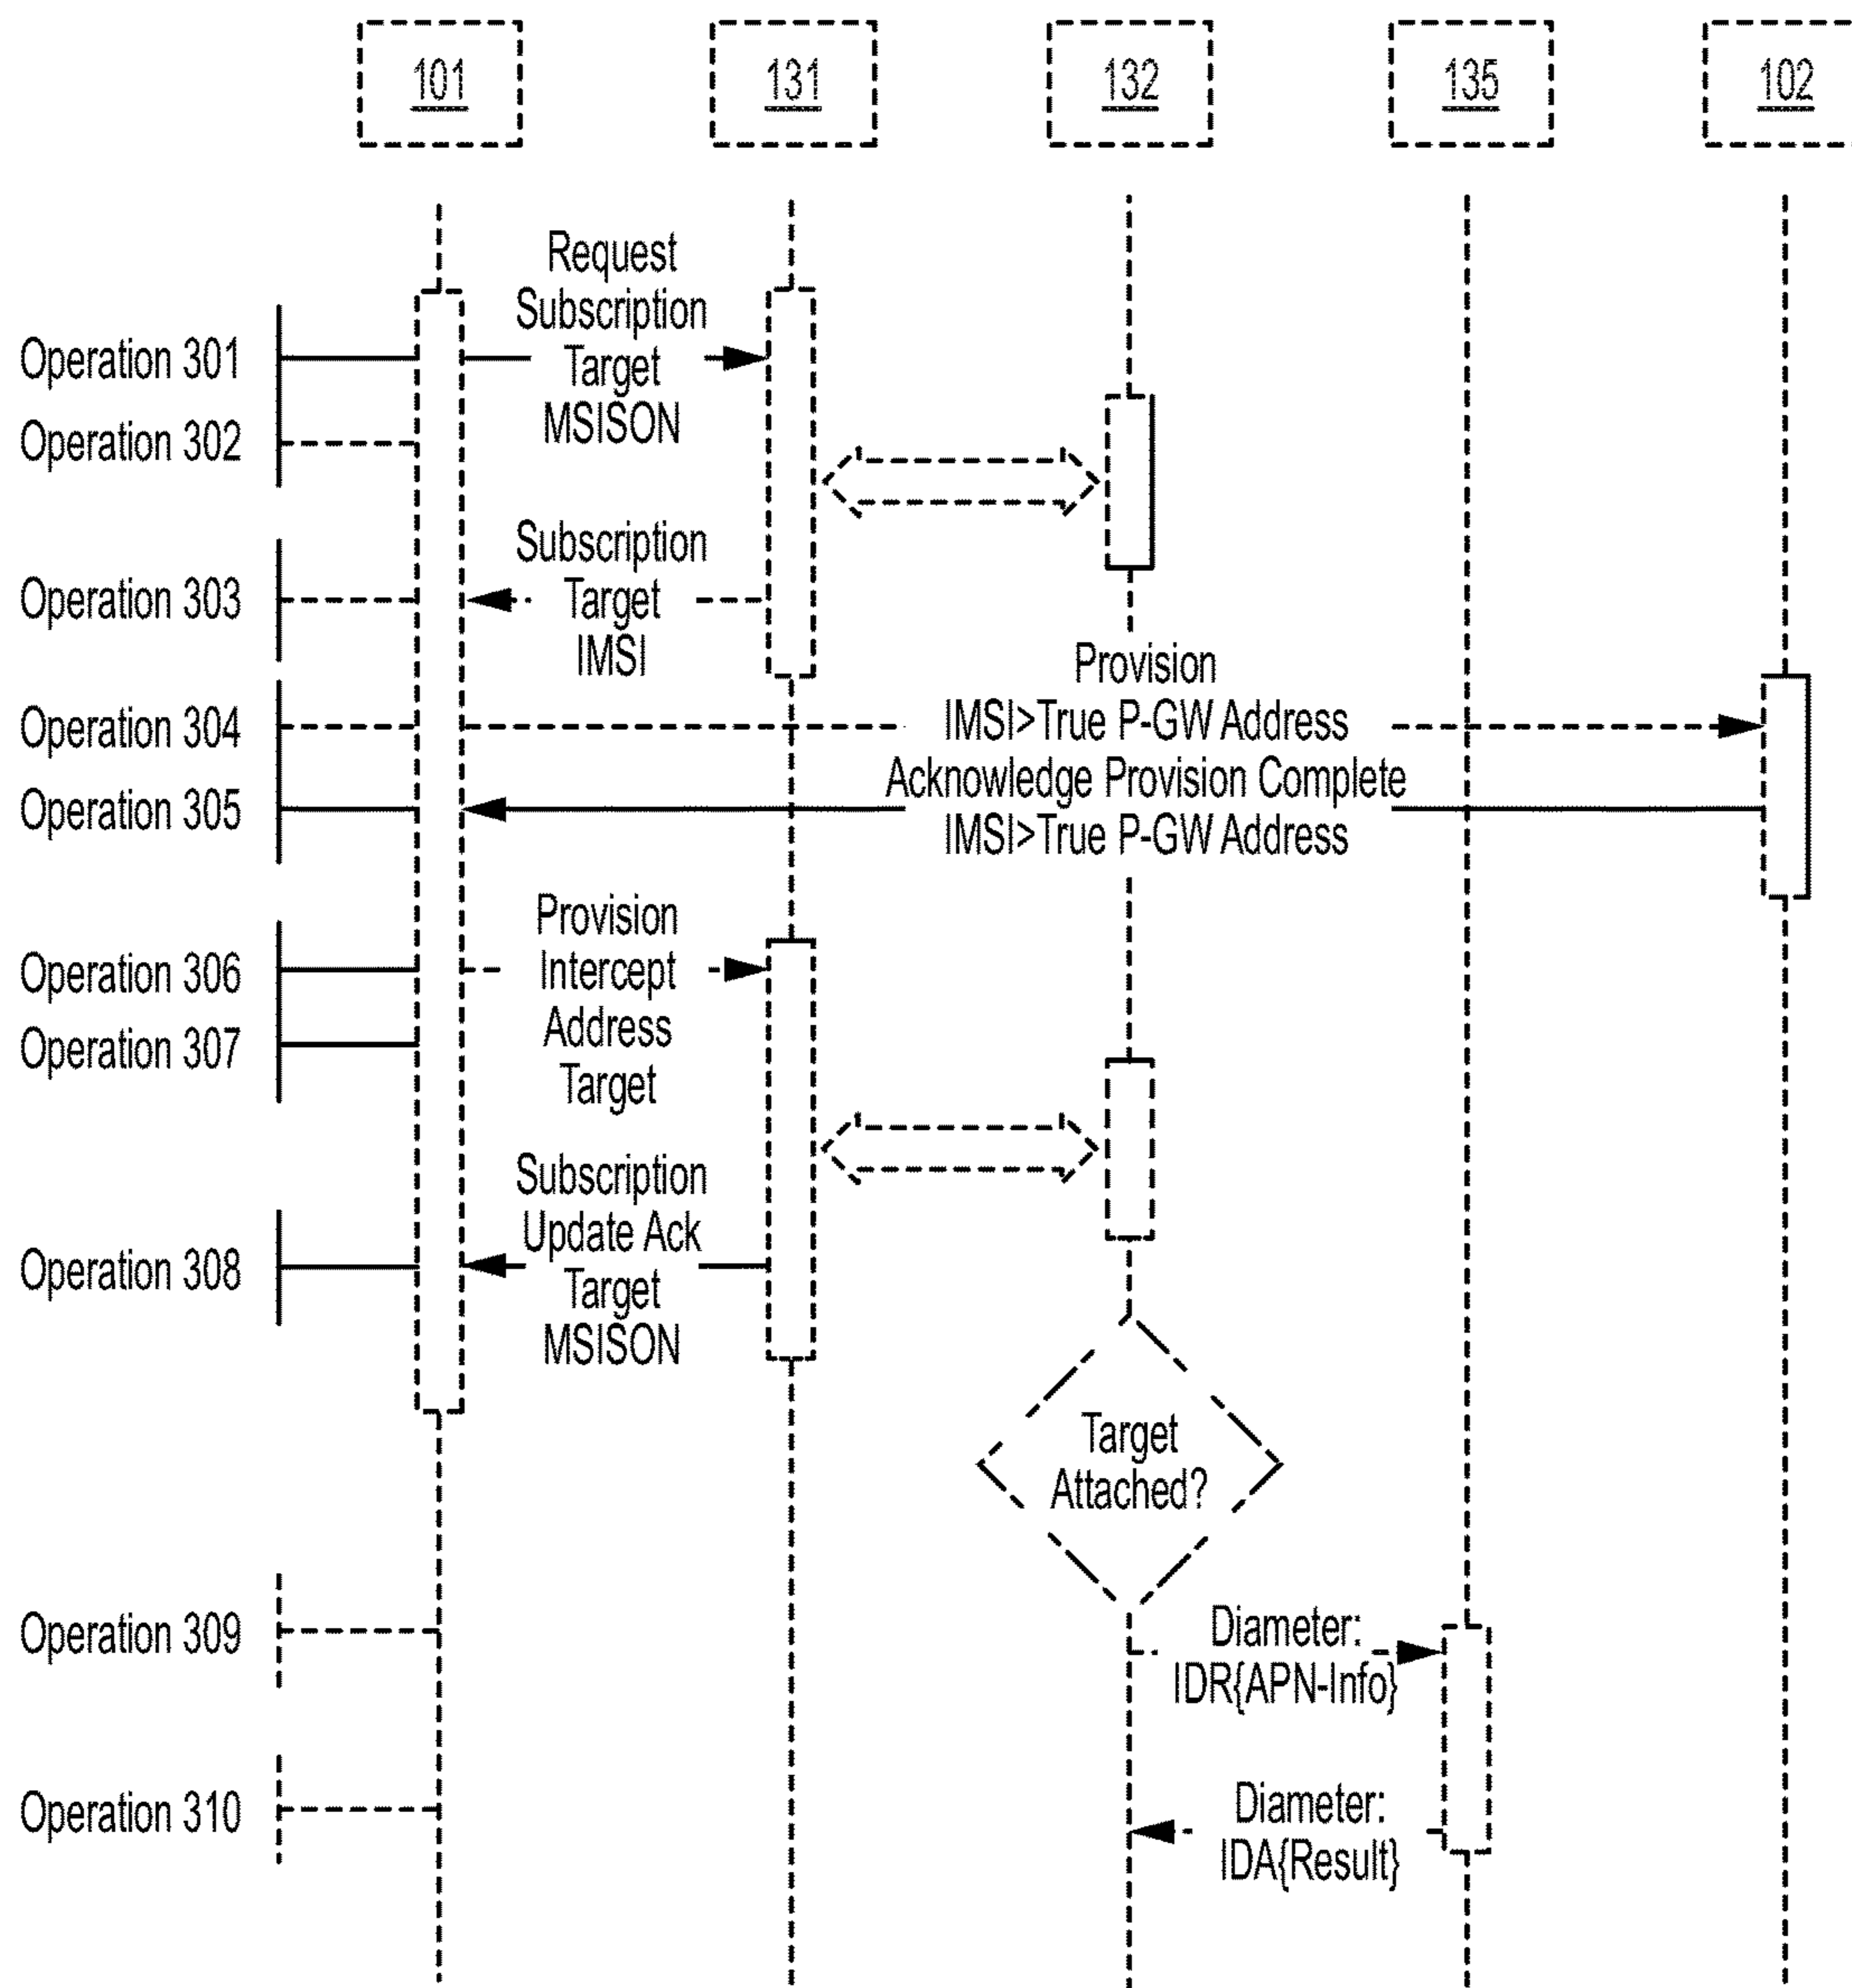 101
131
132
135
102
Operation 301
Request
Subscription
Target
MSISON
Operation 302
Operation 303
Subscription
Target
IMSI
Operation 304
Provision
IMSI>True P-GW Address
Operation 305
Acknowledge Provision Complete
IMSI>True P-GW Address
Operation 306
Provision
Intercept
Address
Target
Operation 307
Operation 308
Subscription
Update Ack
Target
MSISON
Target
Attached?
Operation 309
Diameter:
IDR{APN-Info}
Operation 310
Diameter:
IDA{Result}